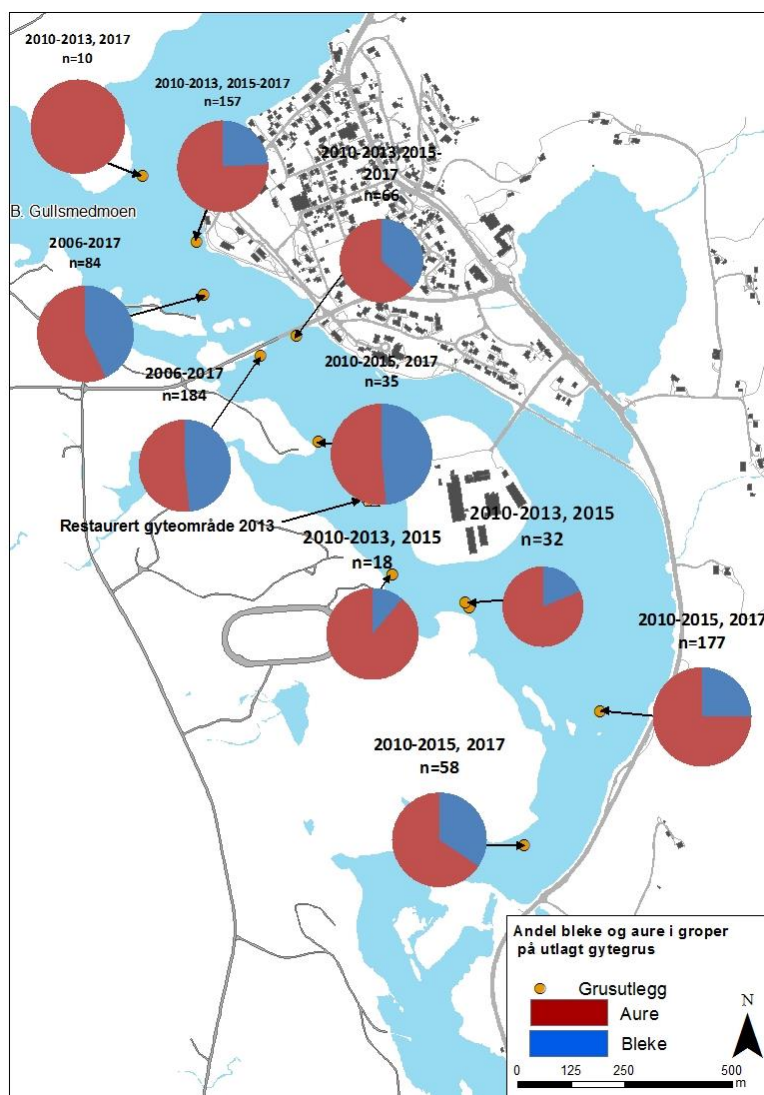 2010-2013, 2017
n=10
2010-2013, 2015-2017
n=157
2010-2013,2015-
2017
n=66
B. Gullsmedmoen
2006-2017
n=84
2006-2017
n=184
2010-2015, 2017
n=35
Restaurert gyteområde 2013
2010-2013, 2015
n=18
2010-2013, 2015
n=32
2010-2015, 2017
n=177
2010-2015, 2017
n=58
Andel bleke og aure i groper
på utlagt gytegrus
Grusutlegg
Aure
Bleke
N
0 125 250 500
m